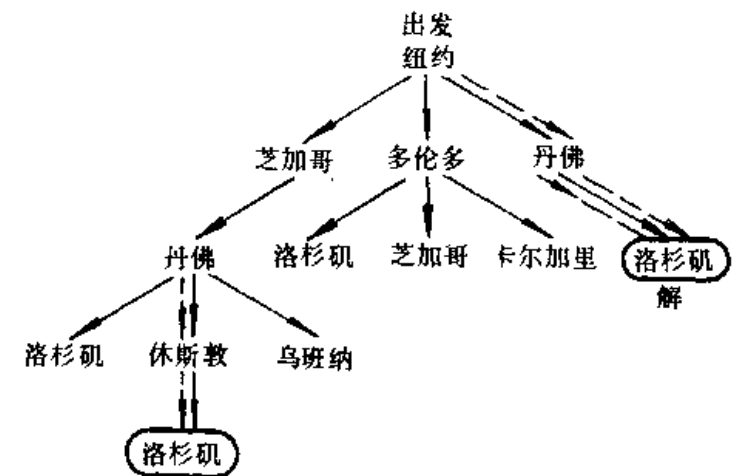 出发
纽约
芝加哥 多伦多 丹佛
丹佛 洛杉矶 芝加哥 卡尔加里 洛杉矶
解
洛杉矶 休斯敦 乌班纳
洛杉矶